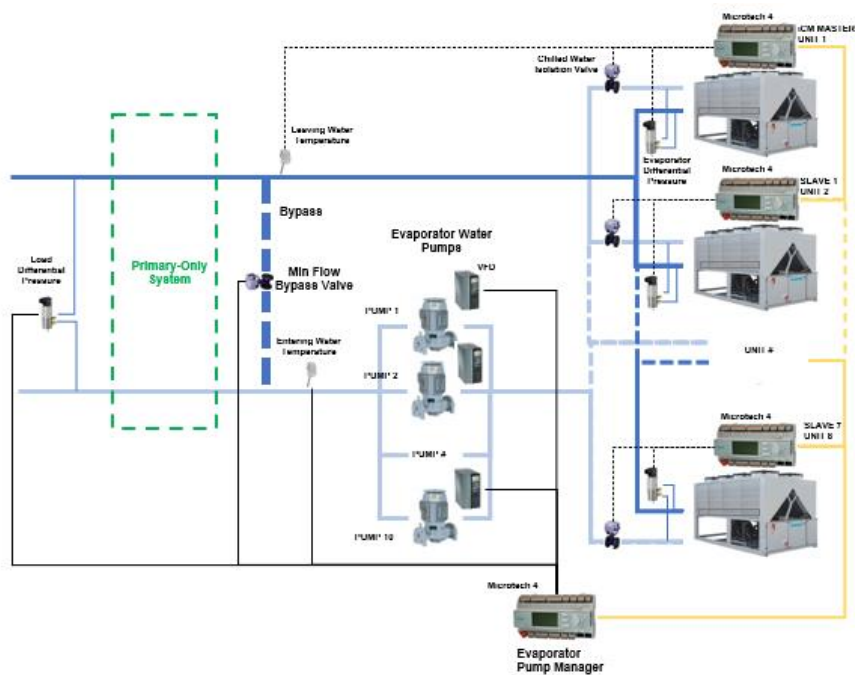 Microtech 4
iCM MASTER
UNIT 1
Chilled Water
Isolation Valve
Leaving Water
Temperature
Evaporator
Differential
Pressure
Microtech 4
SLAVE 1
UNIT 2
Bypass
Evaporator Water
Pumps
Load
Differential
Pressure
Primary-Only
System
Min Flow
Bypass Valve
VFD
PUMP 1
Entering Water
Temperature
PUMP 2
UNIT #
Microtech 4
SLAVE 7
UNIT 8
PUMP #
PUMP 10
Microtech 4
Evaporator
Pump Manager